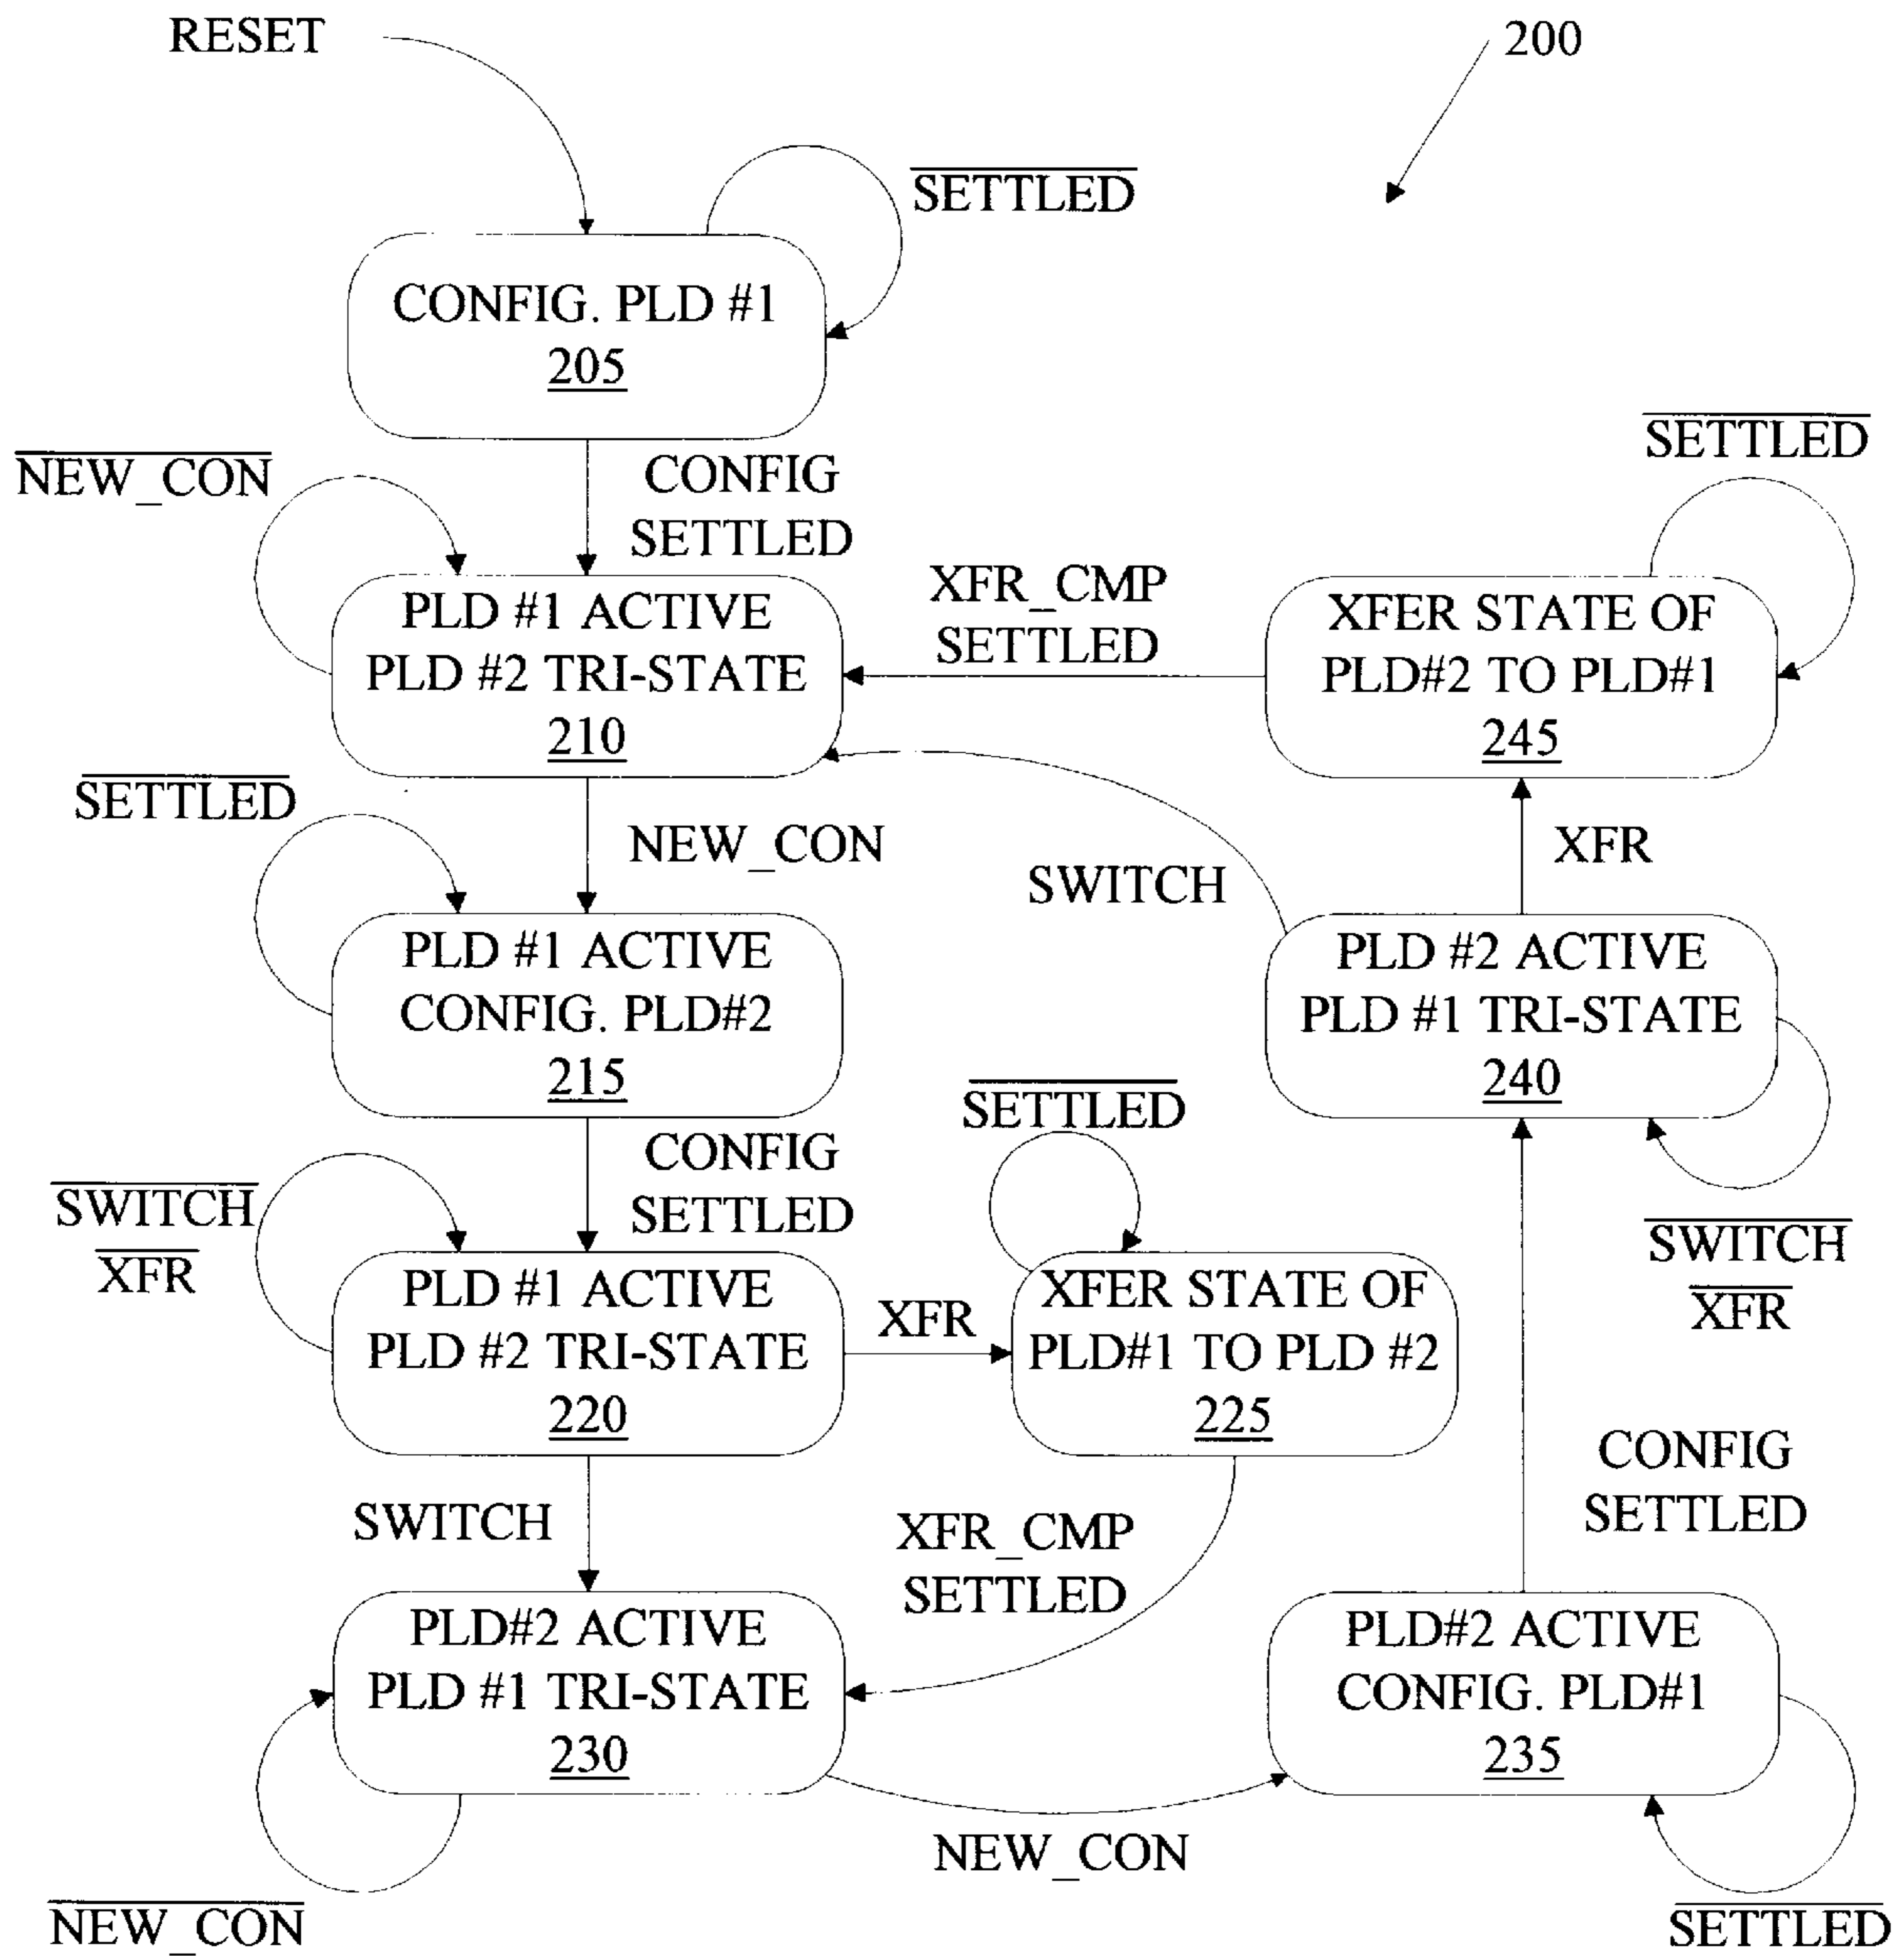 RESET
200
SETTLED
CONFIG. PLD #1
205
NEW_CON
CONFIG
SETTLED
SETTLED
PLD #1 ACTIVE
PLD #2 TRI-STATE
210
XFR_CMP
SETTLED
XFER STATE OF
PLD#2 TO PLD#1
245
SETTLED
NEW_CON
SWITCH
XFR
PLD #1 ACTIVE
CONFIG. PLD#2
215
PLD #2 ACTIVE
PLD #1 TRI-STATE
240
SETTLED
CONFIG
SETTLED
SWITCH
XFR
SWITCH
XFR
PLD #1 ACTIVE
PLD #2 TRI-STATE
220
XFR
XFER STATE OF
PLD#1 TO PLD #2
225
CONFIG
SETTLED
SWITCH
XFR_CMP
SETTLED
PLD#2 ACTIVE
PLD #1 TRI-STATE
230
PLD#2 ACTIVE
CONFIG. PLD#1
235
NEW_CON
NEW_CON
SETTLED